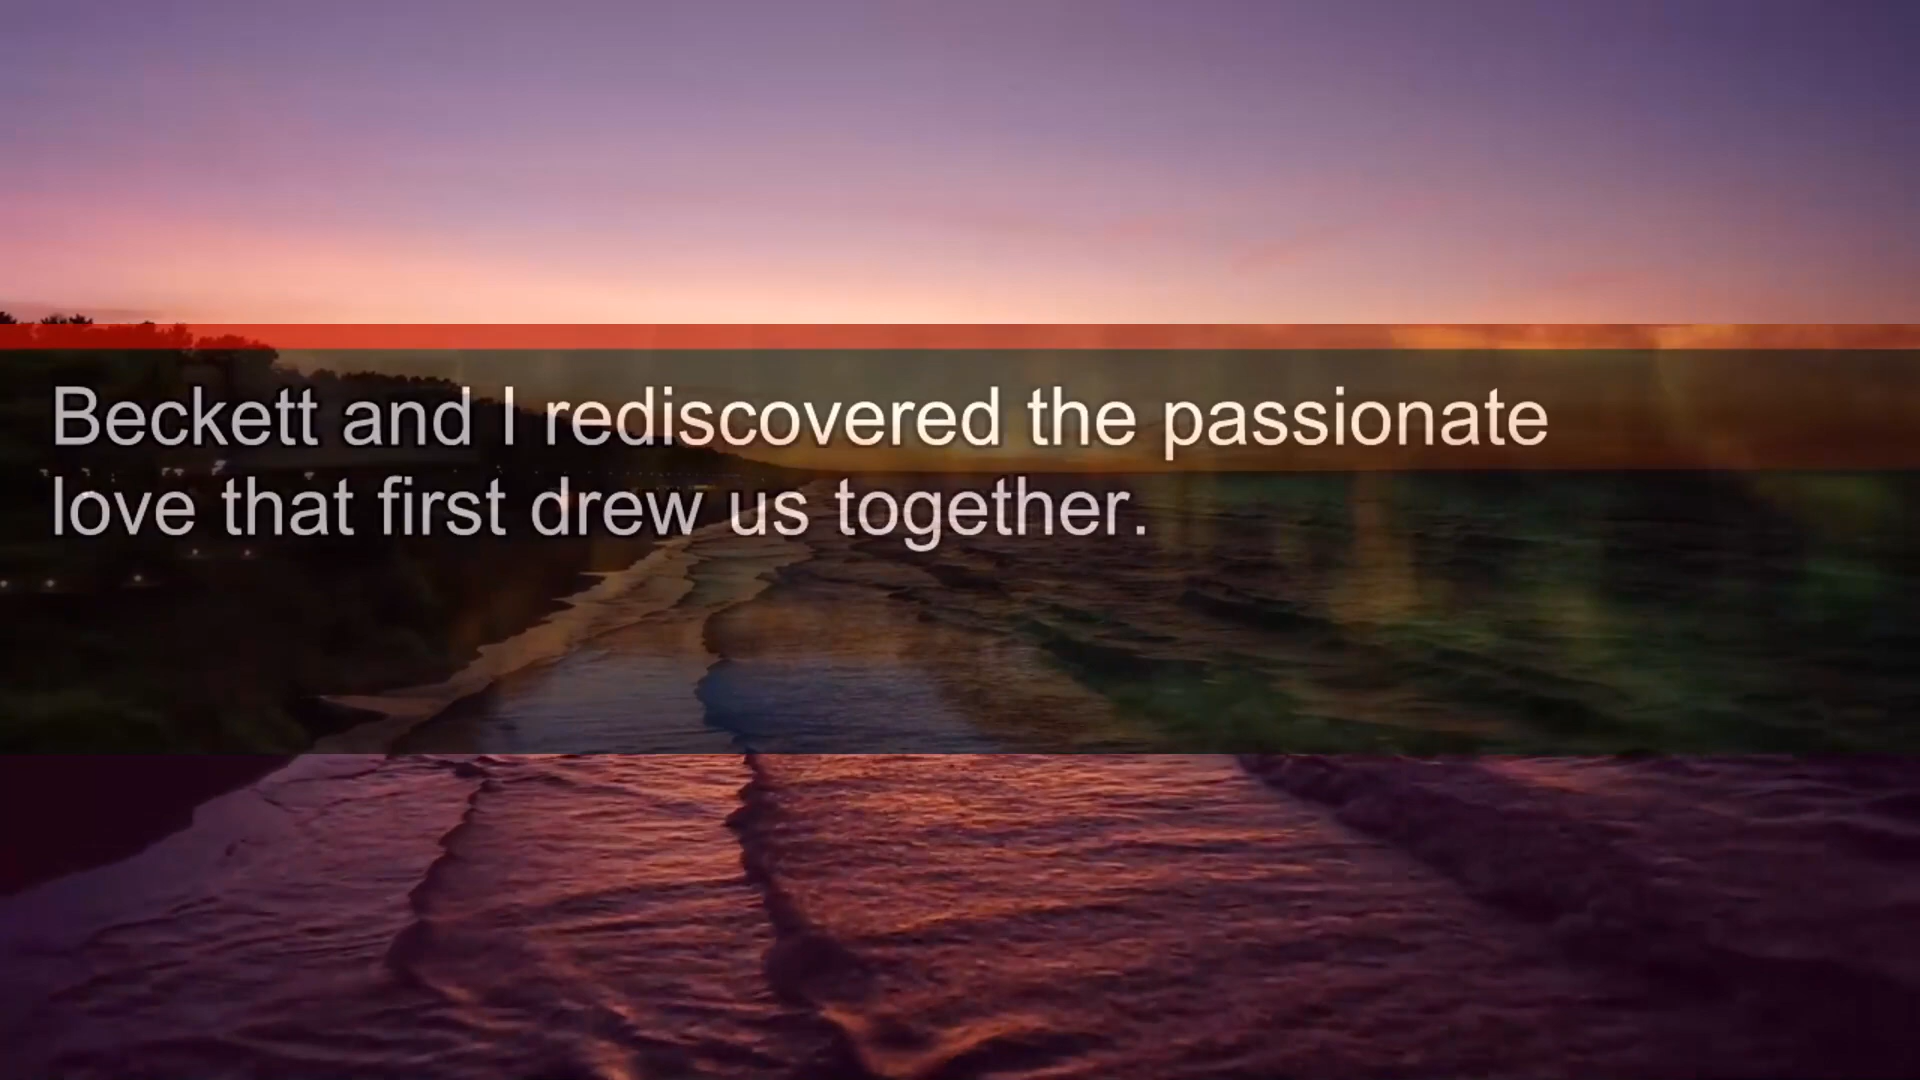 Beckett and I rediscovered the passionate
love that first drew us together.